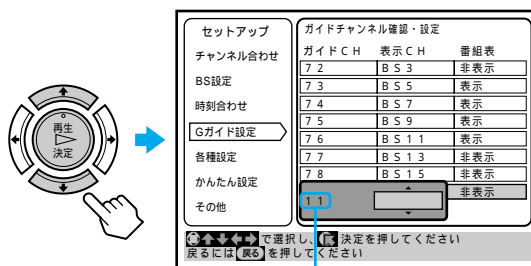 再生
決定
セットアップ
チャンネル合わせ
BS設定
時刻合わせ
Gガイド設定
各種設定
かんたん設定
その他
ガイドチャンネル確認・設定
ガイドCH 表示CH 番組表
72 BS3 非表示
73 BS5 表示
74 BS7 表示
75 BS9 表示
76 BS11 表示
77 BS13 非表示
78 BS15 非表示
11 非表示
で選択し、 決定を押してください
戻るには 戻る を押してください